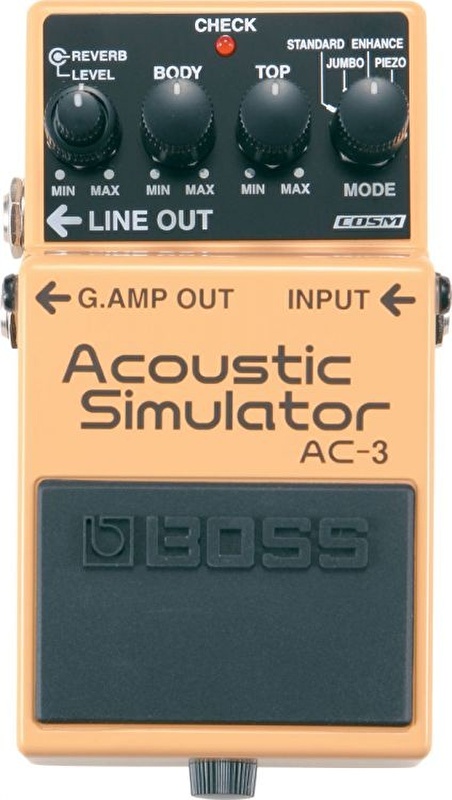 CHECK
REVERB
LEVEL
BODY
TOP
STANDARD ENHANCE
JUMBO PIEZO
MIN MAX
MIN MAX
MIN MAX
MODE
LINE OUT
COSM
G.AMP OUT
INPUT
Acoustic
Simulator
AC-3
BOSS